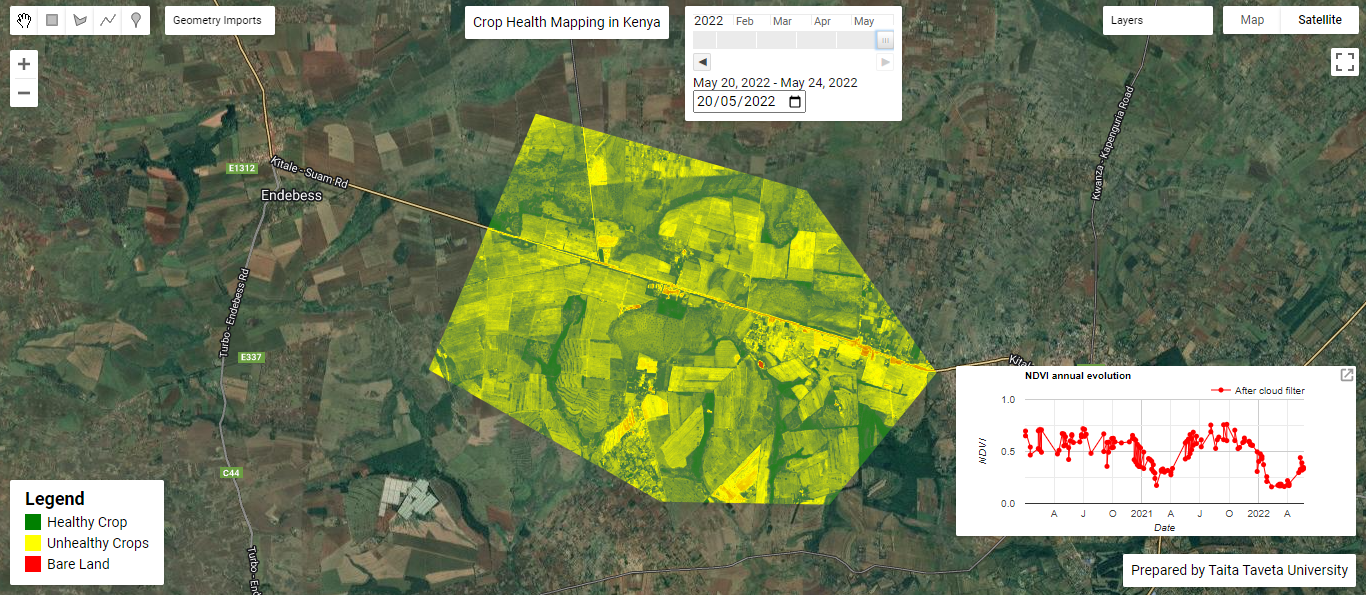 Geometry Imports
Crop Health Mapping in Kenya
2022 Feb Mar Apr May
May 20, 2022 - May 24, 2022
20/05/2022
Layers
Map Satellite
E1312
Kitale - Suam Rd
Endebess
Kwanza - Kapenguria Road
Turbo - Endebess Rd
E337
C44
Turbo - End
Kital
NDVI annual evolution
After cloud filter
1.0
0.5
0.0
NDVI
A J O 2021 A J O 2022 A
Date
Legend
Healthy Crop
Unhealthy Crops
Bare Land
Prepared by Taita Taveta University